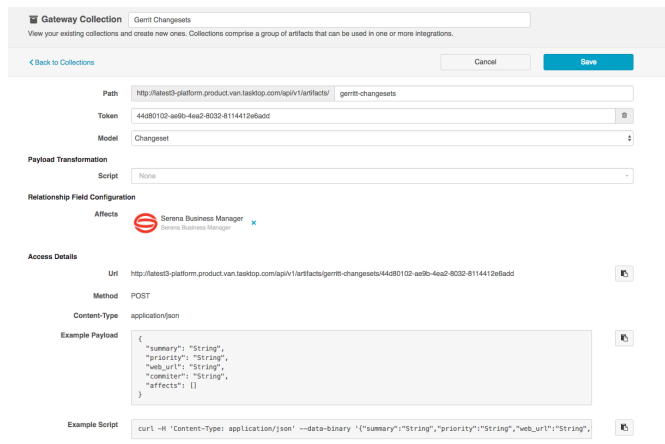 Gateway Collection Gerrit Changesets
View your existing collections and create new ones. Collections comprise a group of artifacts that can be used in one or more integrations.
Back to Collections Cancel Save
Path http://latest3-platform.product.van.tasktop.com/api/v1/artifacts/ gerritt-changesets
Token 44d80102-ae9b-4ea2-8032-8114412e6add
Model Changeset
Payload Transformation
Script None
Relationship Field Configuration
Affects Serena Business Manager
Serena Business Manager
Access Details
Url http://latest3-platform.product.van.tasktop.com/api/v1/artifacts/gerritt-changesets/44d80102-ae9b-4ea2-8032-8114412e6add
Method POST
Content-Type application/json
Example Payload {
"summary": "String",
"priority": "String",
"web_url": "String",
"commiter": "String",
"affects": []
}
Example Script curl -H 'Content-Type: application/json' --data-binary '{"summary":"String","priority":"String","web_url":"String",